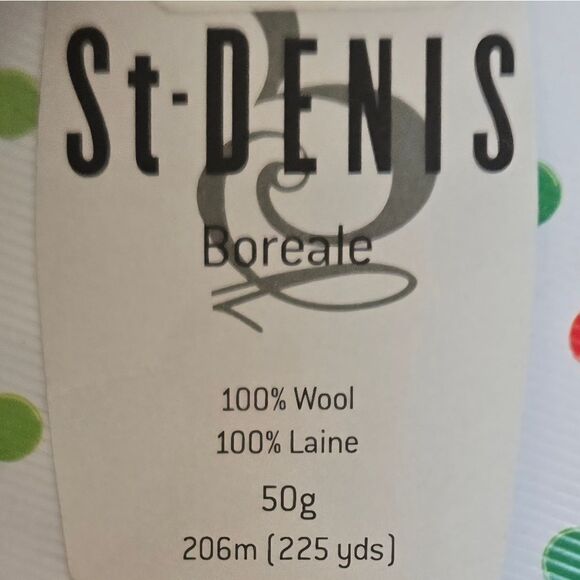 St-DENIS
Boreale
100% Wool
100% Laine
50g
206m (225 yds)